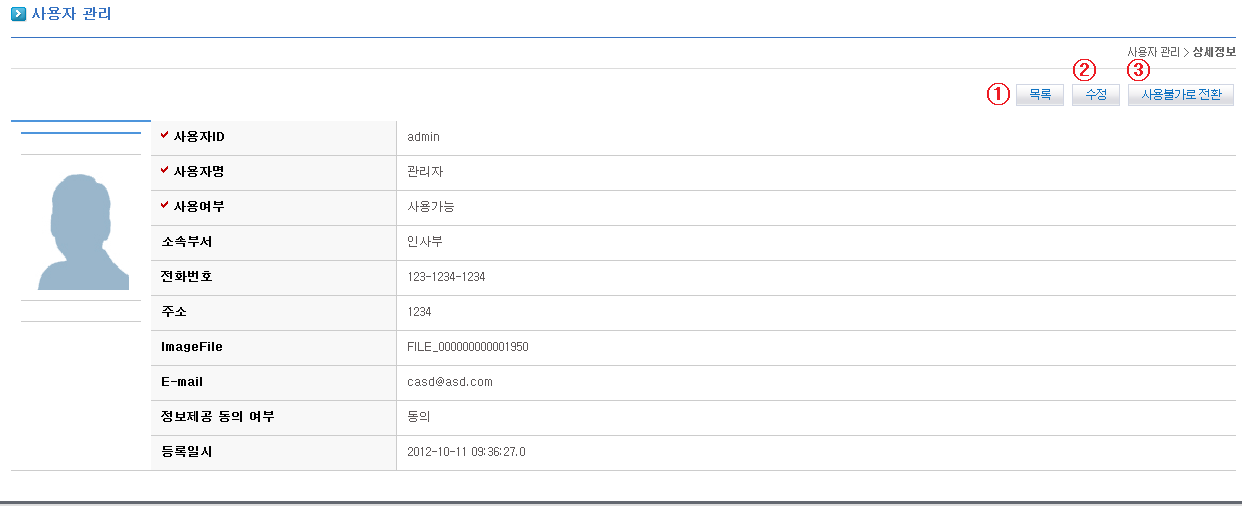 사용자 관리
사용자 관리 > 상세정보
① 목록 ② 수정 ③ 사용불가로 전환
사용자ID admin
사용자명 관리자
사용여부 사용가능
소속부서 인사부
전화번호 123-1234-1234
주소 1234
ImageFile FILE_000000000001950
E-mail casd@asd.com
정보제공 동의 여부 동의
등록일시 2012-10-11 09:36:27.0